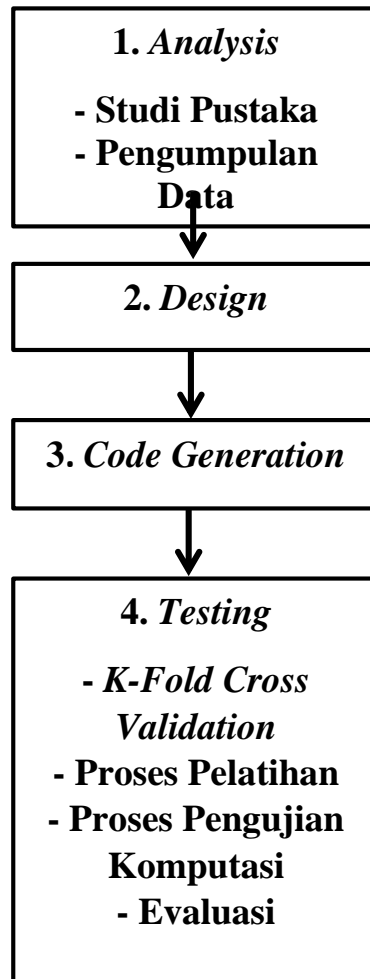 1. Analysis
- Studi Pustaka
- Pengumpulan
Data
2. Design
3. Code Generation
4. Testing
- K-Fold Cross
Validation
- Proses Pelatihan
- Proses Pengujian
Komputasi
- Evaluasi